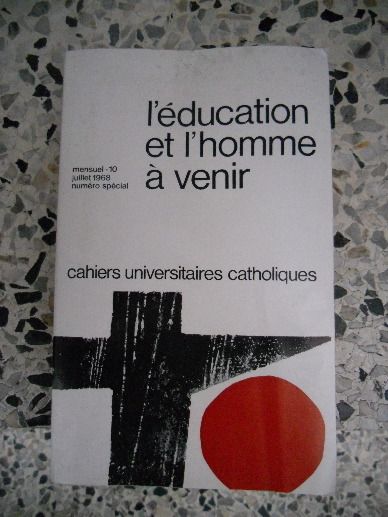 l'éducation
et l'homme
à venir
mensuel - 10
juillet 1968
numéro spécial
cahiers universitaires catholiques